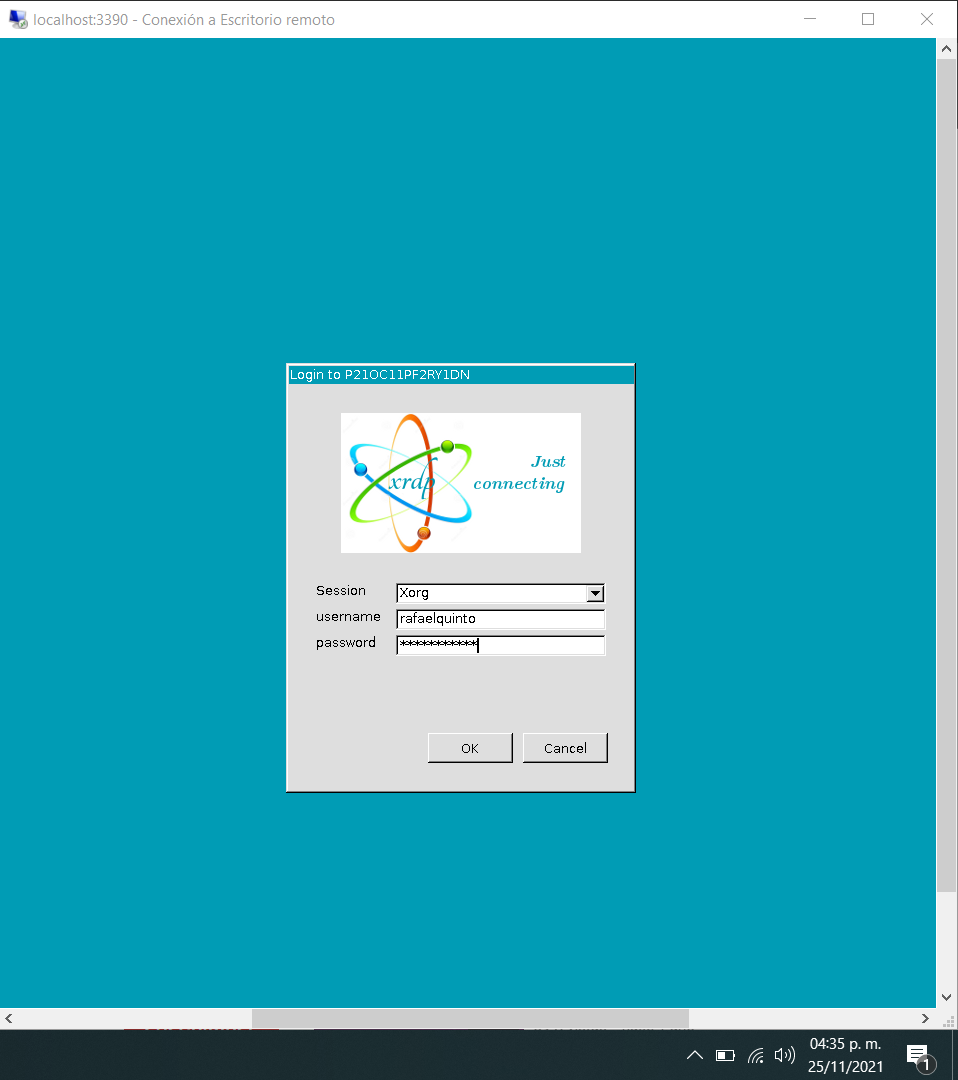 localhost:3390 - Conexión a Escritorio remoto
Login to P21OC11PF2RY1DN
xrdp
Just
connecting
Session Xorg
username rafaelquinto
password ***********
OK Cancel
04:35 p. m.
25/11/2021
1